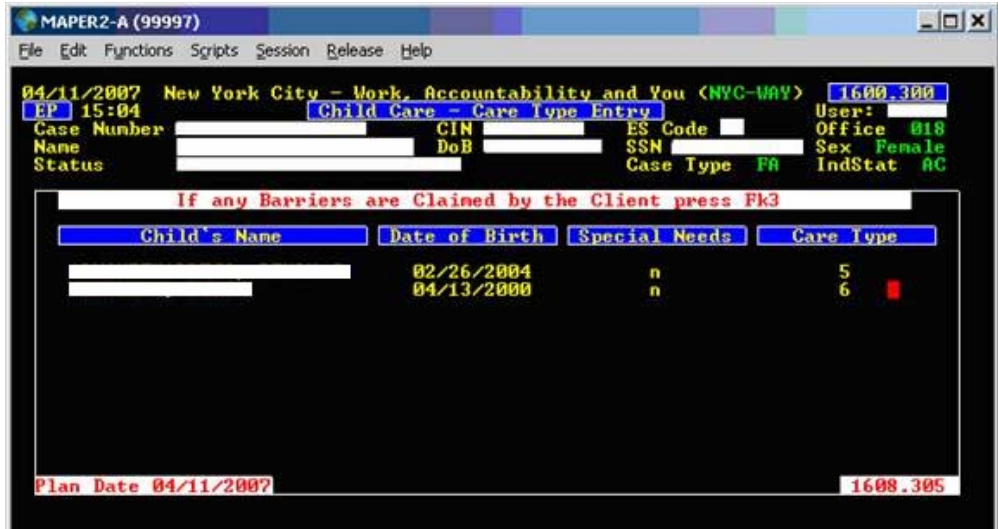 MAPER2-A (99997)
File Edit Functions Scripts Session Release Help
04/11/2007 New York City - Work, Accountability and You (NYC-WAY) 1600.300
EP 15:04 Child Care - Care Type Entry User:
Case Number CIN ES Code Office 018
Name DoB SSN Sex Female
Status Case Type FA IndStat AC
If any Barriers are Claimed by the Client press Fk3
Child's Name Date of Birth Special Needs Care Type
02/26/2004 n 5
04/13/2000 n 6
Plan Date 04/11/2007 1608.305